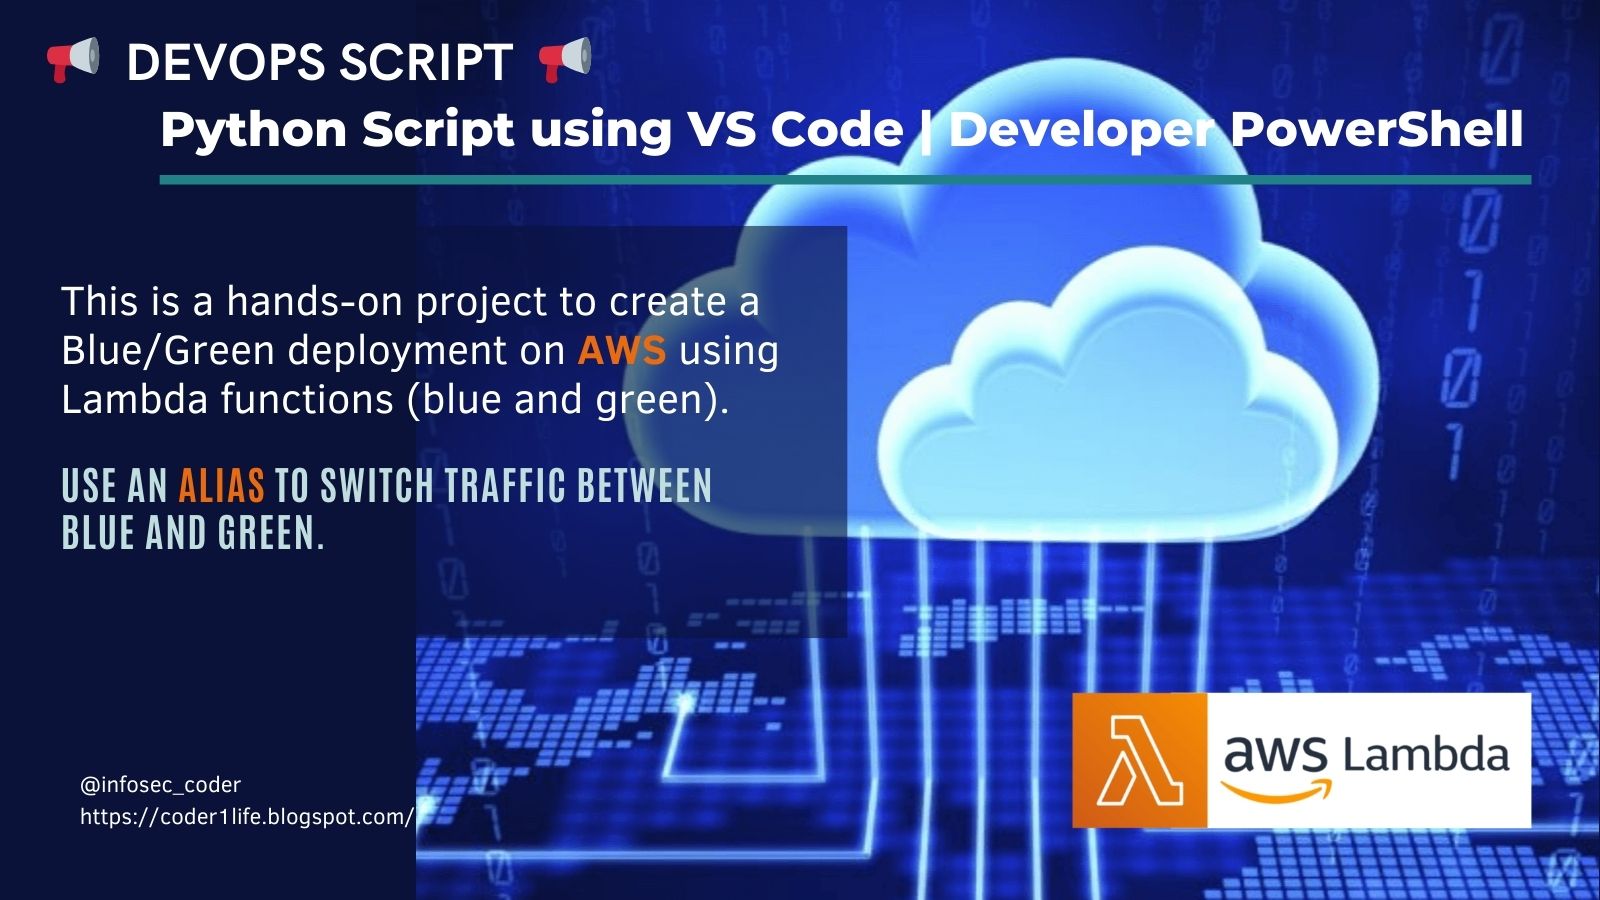 DEVOPS SCRIPT
Python Script using VS Code | Developer PowerShell
This is a hands-on project to create a
Blue/Green deployment on AWS using
Lambda functions (blue and green).
USE AN ALIAS TO SWITCH TRAFFIC BETWEEN
BLUE AND GREEN.
aws Lambda
@infosec_coder
https://coder1life.blogspot.com/